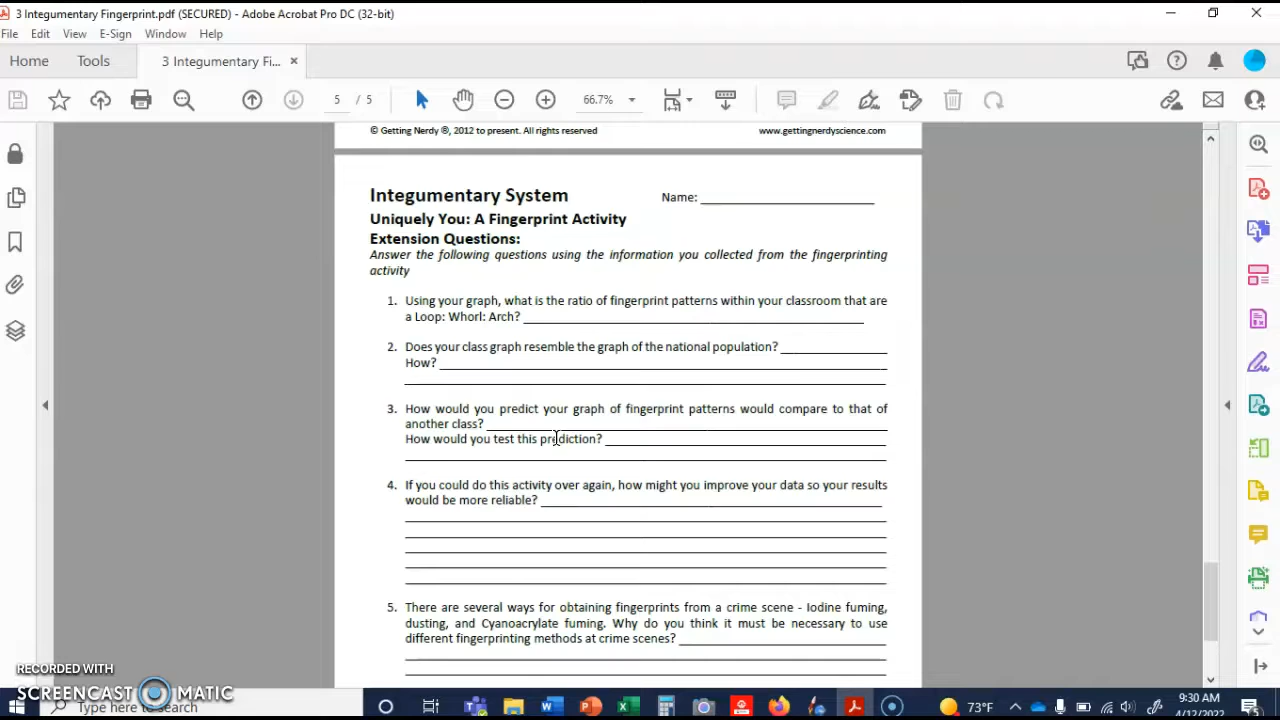 3 Integumentary Fingerprint.pdf (SECURED) - Adobe Acrobat Pro DC (32-bit)
File Edit View E-Sign Window Help
Home Tools 3 Integumentary Fi... ×
5 / 5 66.7%
© Getting Nerdy ®, 2012 to present. All rights reserved www.gettingnerdyscience.com
Integumentary System Name: ____________________
Uniquely You: A Fingerprint Activity
Extension Questions:
Answer the following questions using the information you collected from the fingerprinting
activity
1. Using your graph, what is the ratio of fingerprint patterns within your classroom that are
a Loop: Whorl: Arch? ____________________
2. Does your class graph resemble the graph of the national population? ____________________
How? ____________________
3. How would you predict your graph of fingerprint patterns would compare to that of
another class? ____________________
How would you test this prediction? ____________________
4. If you could do this activity over again, how might you improve your data so your results
would be more reliable? ____________________
5. There are several ways for obtaining fingerprints from a crime scene - Iodine fuming,
dusting, and Cyanoacrylate fuming. Why do you think it must be necessary to use
different fingerprinting methods at crime scenes? ____________________
RECORDED WITH
SCREENCAST MATIC
Type here to search
73°F 9:30 AM
4/12/2022